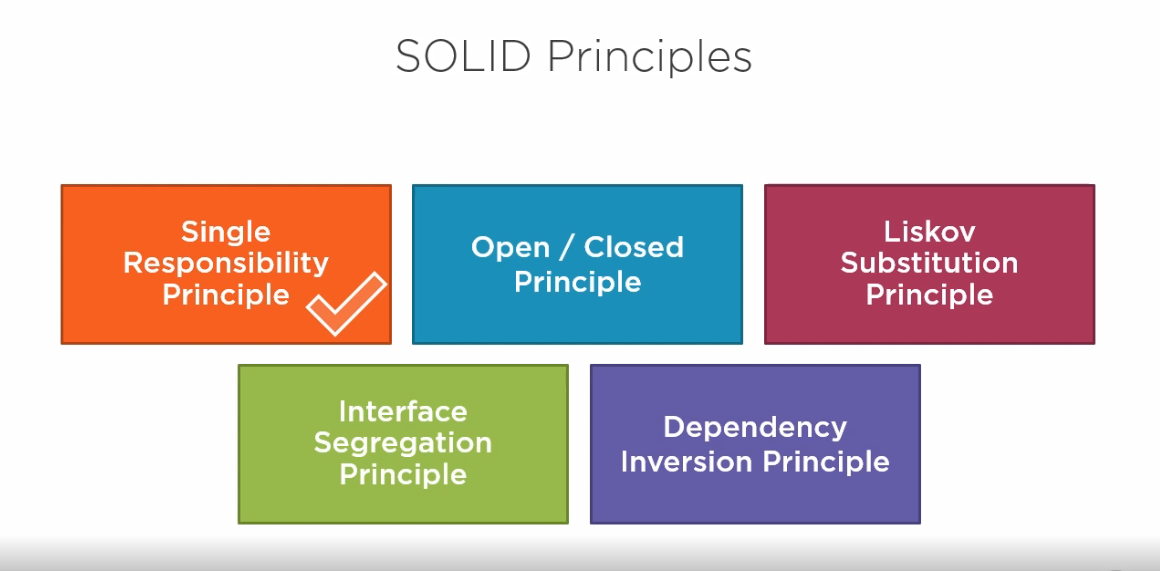 SOLID Principles
Single
Responsibility
Principle
Open / Closed
Principle
Liskov
Substitution
Principle
Interface
Segregation
Principle
Dependency
Inversion Principle